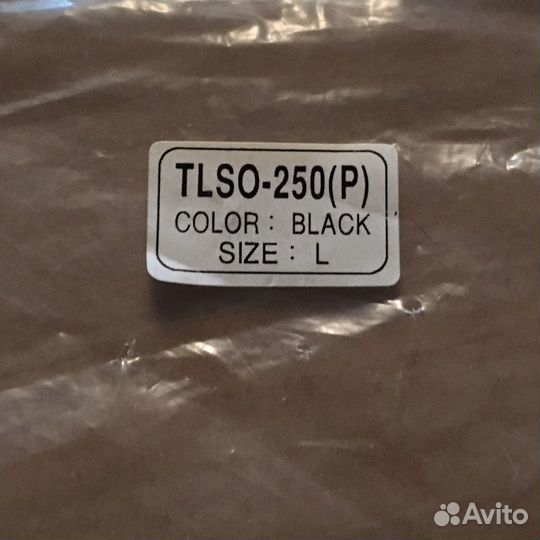 TLSO-250(P)
COLOR : BLACK
SIZE : L
Avito